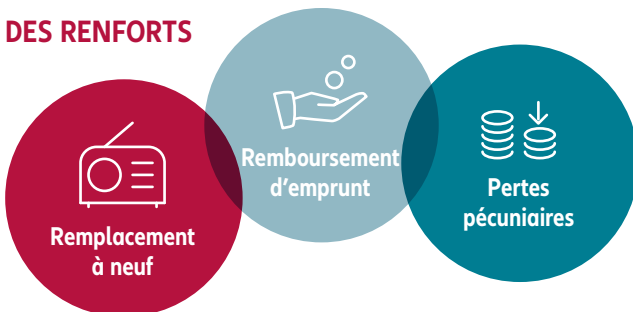 DES RENFORTS
Remplacement
à neuf
Remboursement
d'emprunt
Pertes
pécuniaires